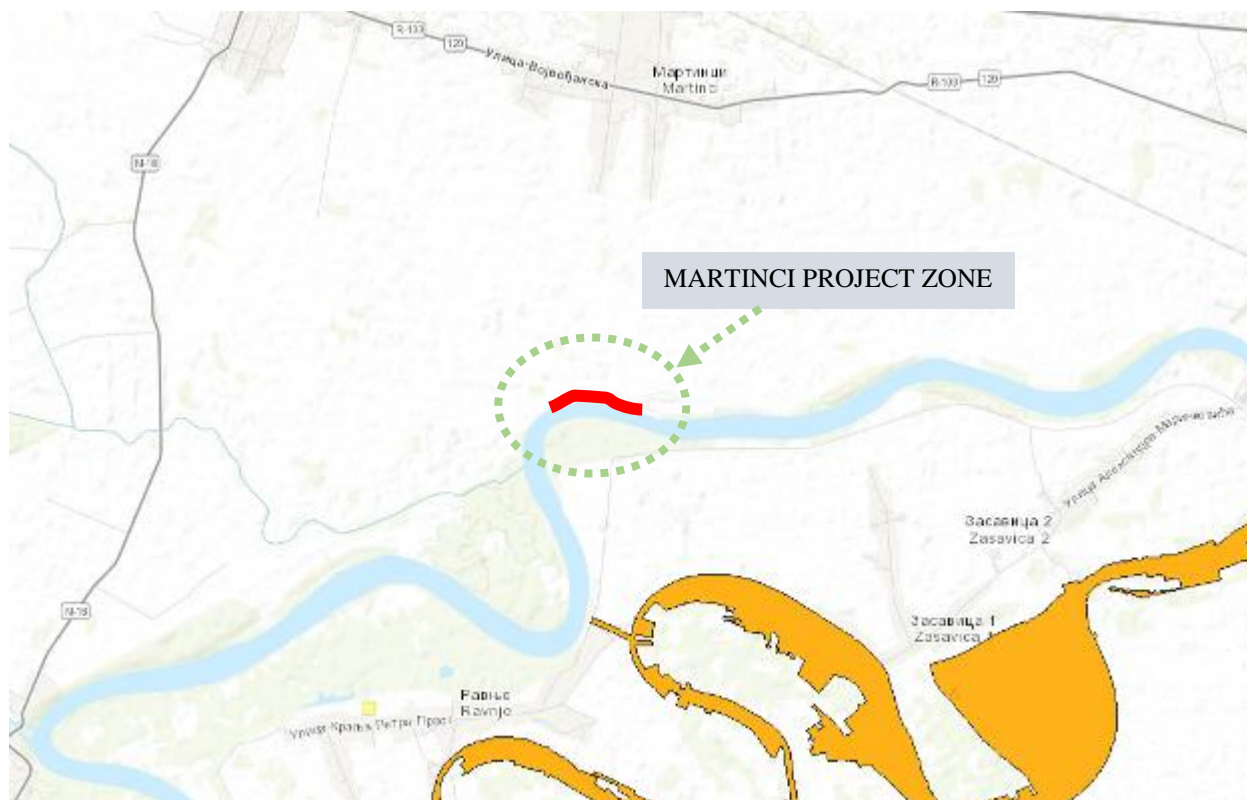 R-103
120
Улица-Војвођанска
Мартинци
Martinci
R-103
120
N-18
MARTINCI PROJECT ZONE
Засавица 2
Zasavica 2
Засавица 1
Zasavica 1
N-18
Равње
Ravnje